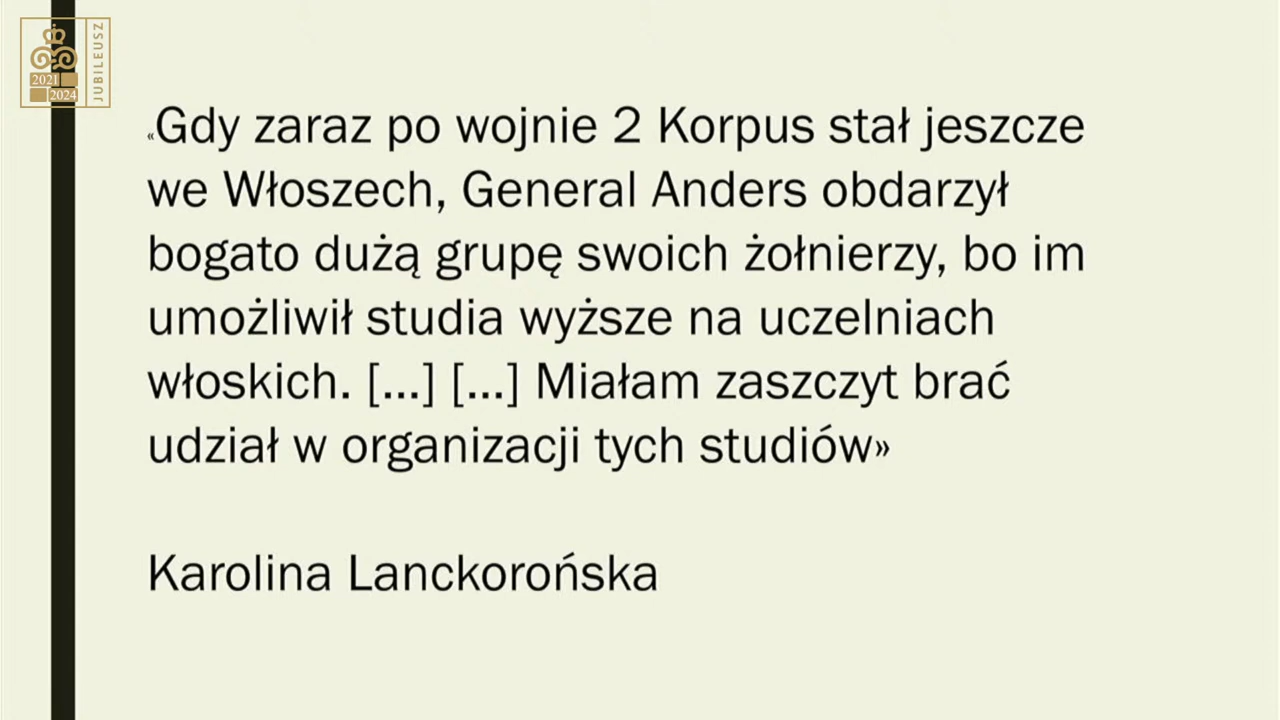 2021
2024
JUBILEUSZ
«Gdy zaraz po wojnie 2 Korpus stał jeszcze
we Włoszech, General Anders obdarzył
bogato dużą grupę swoich żołnierzy, bo im
umożliwił studia wyższe na uczelniach
włoskich. [...] [...] Miałam zaszczyt brać
udział w organizacji tych studiów»
Karolina Lanckorońska